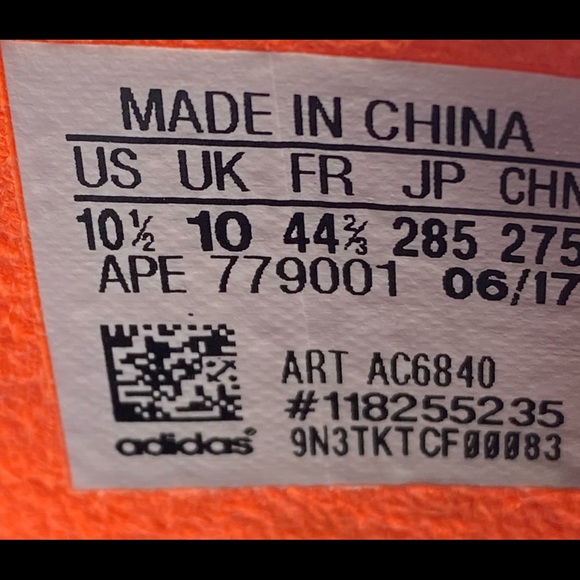 MADE IN CHINA
US UK FR JP CHN
10½ 10 44⅔ 285 275
APE 779001 06/17
ART AC6840
#118255235
adidas® 9N3TKTCF00083